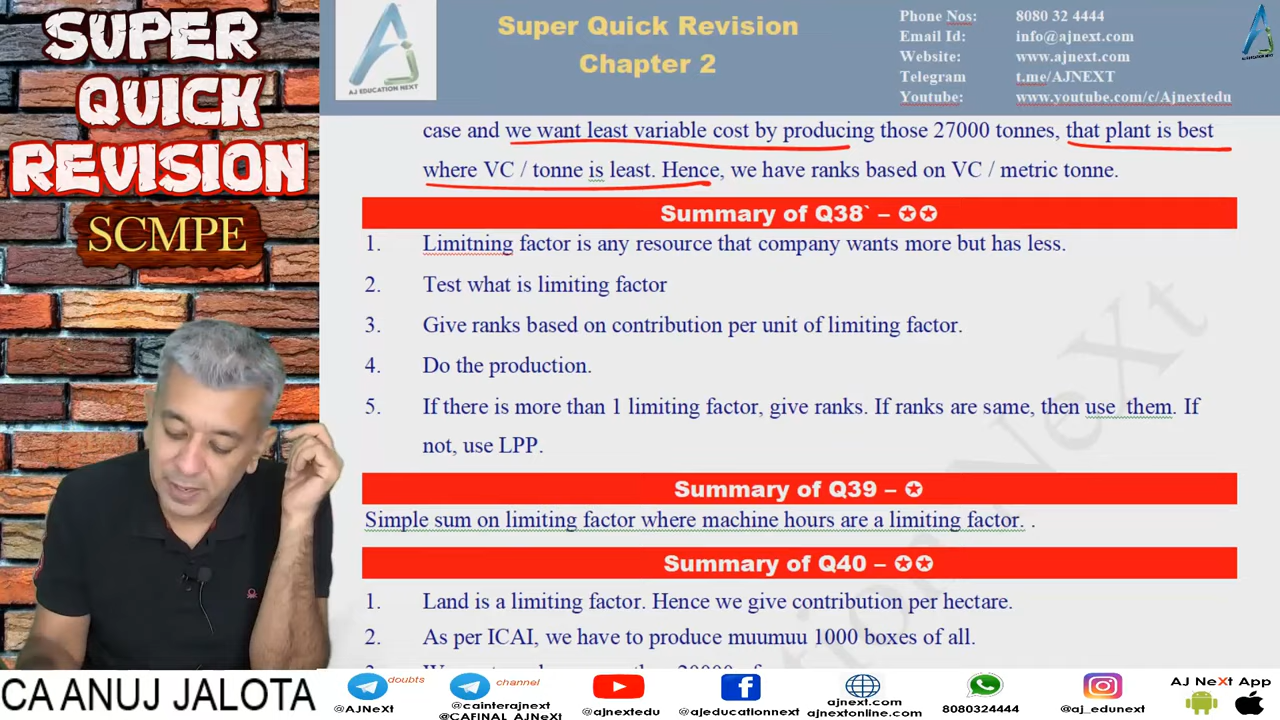 SUPER
QUICK
REVISION
SCMPE
AJ EDUCATION NEXT
Super Quick Revision
Chapter 2
Phone Nos: 8080 32 4444
Email Id: info@ajnext.com
Website: www.ajnext.com
Telegram t.me/AJNEXT
Youtube: www.youtube.com/c/Ajnextedu
case and we want least variable cost by producing those 27000 tonnes, that plant is best
where VC / tonne is least. Hence, we have ranks based on VC / metric tonne.
Summary of Q38` – ✪✪
1. Limitning factor is any resource that company wants more but has less.
2. Test what is limiting factor
3. Give ranks based on contribution per unit of limiting factor.
4. Do the production.
5. If there is more than 1 limiting factor, give ranks. If ranks are same, then use them. If
not, use LPP.
Summary of Q39 – ✪
Simple sum on limiting factor where machine hours are a limiting factor. .
Summary of Q40 – ✪✪
1. Land is a limiting factor. Hence we give contribution per hectare.
2. As per ICAI, we have to produce muumuu 1000 boxes of all.
CA ANUJ JALOTA
doubts
@AJNeXt
channel
@cainterajnext
@CAFINAL_AJNeXt
@ajnextedu
@ajeducationnext
ajnext.com
ajnextonline.com
8080324444
@aj_edunext
AJ NeXt App